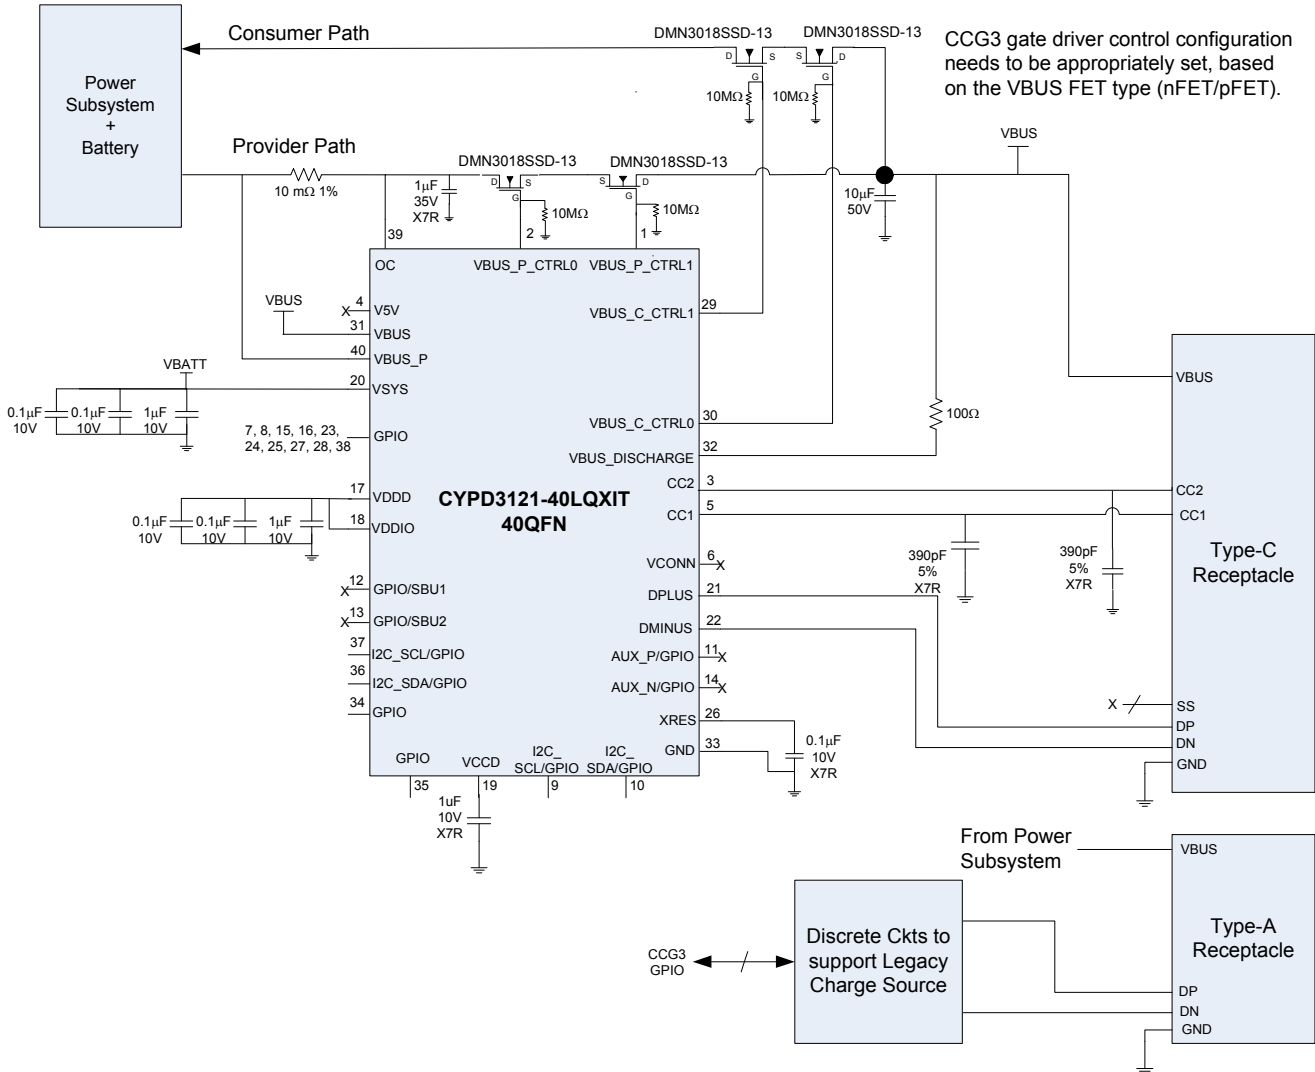 Consumer Path
DMN3018SSD-13
DMN3018SSD-13
CCG3 gate driver control configuration
needs to be appropriately set, based
on the VBUS FET type (nFET/pFET).
D
S
G
S
D
G
10MΩ
10MΩ
Power
Subsystem
+
Battery
VBUS
Provider Path
10 mΩ 1%
1µF
35V
X7R
DMN3018SSD-13
DMN3018SSD-13
D
S
G
S
D
G
10MΩ
10MΩ
10µF
50V
39
2
1
OC
VBUS_P_CTRL0
VBUS_P_CTRL1
VBUS
X
4
V5V
31
VBUS
40
VBUS_P
VBATT
20
VSYS
0.1µF
10V
0.1µF
10V
1µF
10V
7, 8, 15, 16, 23,
24, 25, 27, 28, 38
GPIO
17
VDDD
18
VDDIO
0.1µF
10V
0.1µF
10V
1µF
10V
X
12
GPIO/SBU1
X
13
GPIO/SBU2
37
I2C_SCL/GPIO
36
I2C_SDA/GPIO
34
GPIO
CYPD3121-40LQXIT
40QFN
VBUS_C_CTRL1
29
VBUS_C_CTRL0
30
VBUS_DISCHARGE
32
100Ω
CC2
3
CC1
5
VCONN
6
X
DPLUS
21
DMINUS
22
AUX_P/GPIO
11
X
AUX_N/GPIO
14
X
XRES
26
GND
33
0.1µF
10V
X7R
390pF
5%
X7R
390pF
5%
X7R
GPIO
35
VCCD
19
I2C_
SCL/GPIO
9
I2C_
SDA/GPIO
10
1uF
10V
X7R
VBUS
CC2
CC1
Type-C
Receptacle
X
SS
DP
DN
GND
From Power
Subsystem
VBUS
Type-A
Receptacle
DP
DN
GND
CCG3
GPIO
Discrete Ckts to
support Legacy
Charge Source